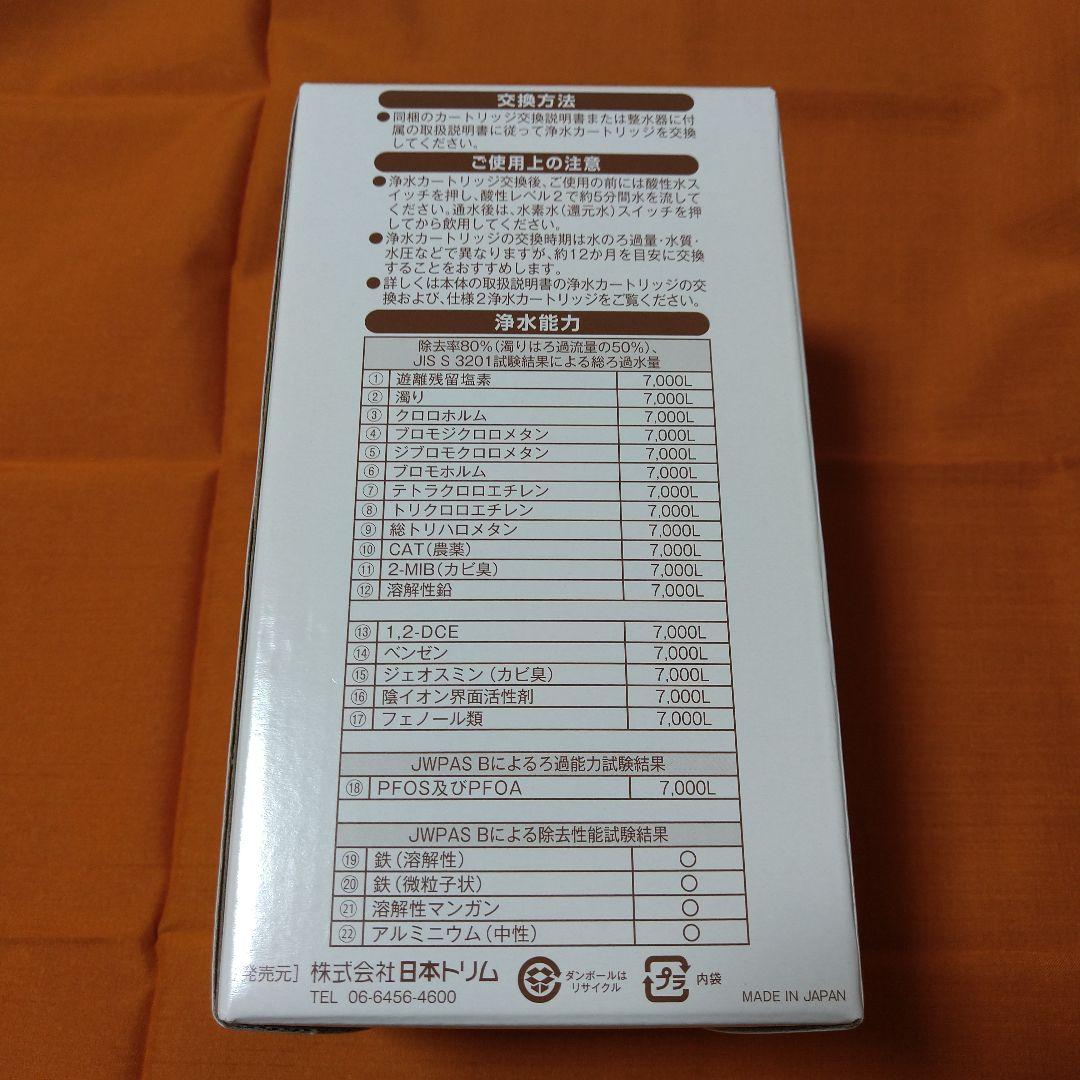 交換方法
●同梱のカートリッジ交換説明書または整水器に付
属の取扱説明書に従って浄水カートリッジを交換
してください。
ご使用上の注意
●浄水カートリッジ交換後、ご使用の前には酸性水ス
イッチを押し、酸性レベル2で約5分間水を流して
ください。通水後は、水素水(還元水)スイッチを押
してから飲用してください。
●浄水カートリッジの交換時期は水のろ過量・水質・
水圧などで異なりますが、約12か月を目安に交換
することをおすすめします。
●詳しくは本体の取扱説明書の浄水カートリッジの交
換および、仕様2浄水カートリッジをご覧ください。
浄水能力
除去率80%(濁りはろ過流量の50%)、
JIS S 3201試験結果による総ろ過水量
① 遊離残留塩素 7,000L
② 濁り 7,000L
③ クロロホルム 7,000L
④ ブロモジクロロメタン 7,000L
⑤ ジブロモクロロメタン 7,000L
⑥ ブロモホルム 7,000L
⑦ テトラクロロエチレン 7,000L
⑧ トリクロロエチレン 7,000L
⑨ 総トリハロメタン 7,000L
⑩ CAT(農薬) 7,000L
⑪ 2-MIB(カビ臭) 7,000L
⑫ 溶解性鉛 7,000L
⑬ 1,2-DCE 7,000L
⑭ ベンゼン 7,000L
⑮ ジェオスミン(カビ臭) 7,000L
⑯ 陰イオン界面活性剤 7,000L
⑰ フェノール類 7,000L
JWPAS Bによるろ過能力試験結果
⑱ PFOS及びPFOA 7,000L
JWPAS Bによる除去性能試験結果
⑲ 鉄(溶解性) ○
⑳ 鉄(微粒子状) ○
㉑ 溶解性マンガン ○
㉒ アルミニウム(中性) ○
発売元] 株式会社日本トリム
TEL 06-6456-4600
ダンボールは
リサイクル
プラ
内袋
MADE IN JAPAN